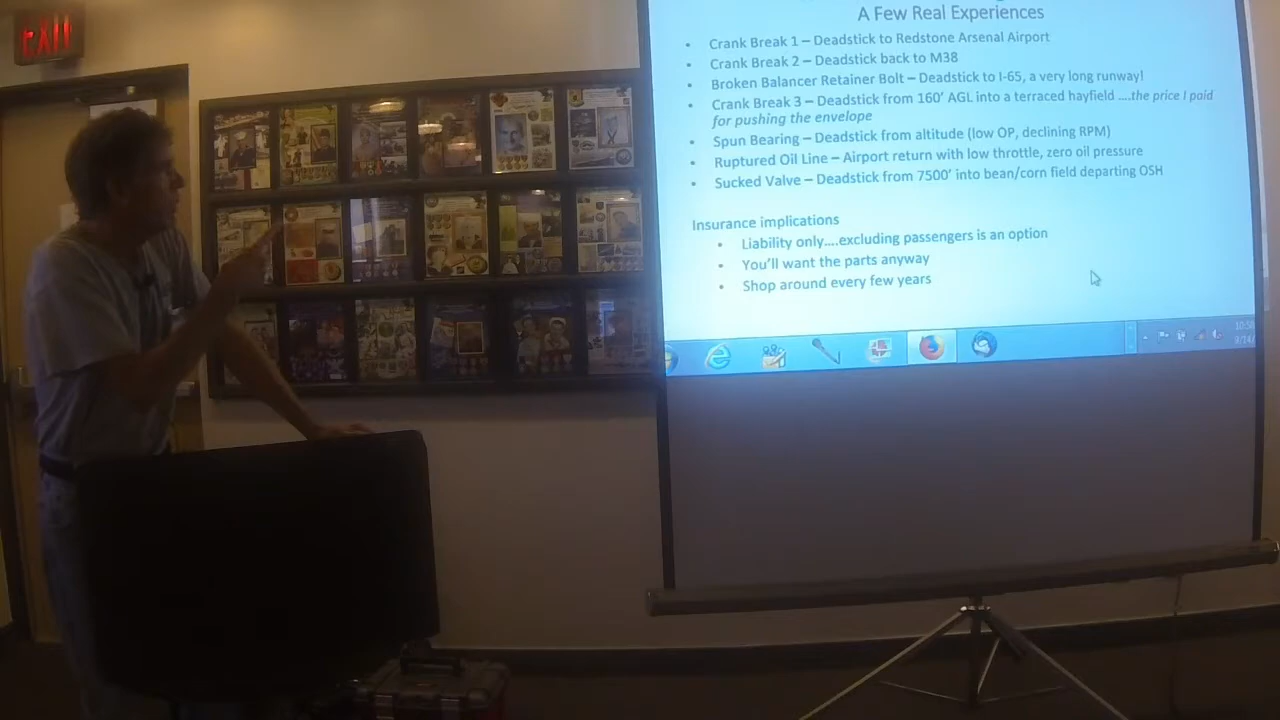 EXIT
A Few Real Experiences
• Crank Break 1 – Deadstick to Redstone Arsenal Airport
• Crank Break 2 – Deadstick back to M38
• Broken Balancer Retainer Bolt – Deadstick to I-65, a very long runway!
• Crank Break 3 – Deadstick from 160' AGL into a terraced hayfield ....the price I paid
for pushing the envelope
• Spun Bearing – Deadstick from altitude (low OP, declining RPM)
• Ruptured Oil Line – Airport return with low throttle, zero oil pressure
• Sucked Valve – Deadstick from 7500' into bean/corn field departing OSH
Insurance implications
• Liability only....excluding passengers is an option
• You'll want the parts anyway
• Shop around every few years